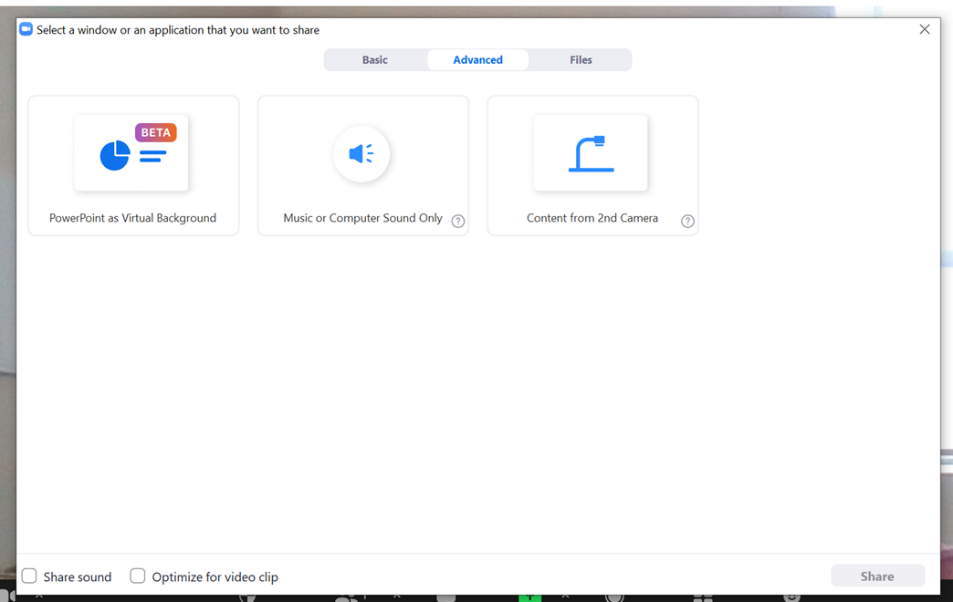 Select a window or an application that you want to share
Basic Advanced Files
BETA
PowerPoint as Virtual Background
Music or Computer Sound Only ?
Content from 2nd Camera ?
Share sound Optimize for video clip Share